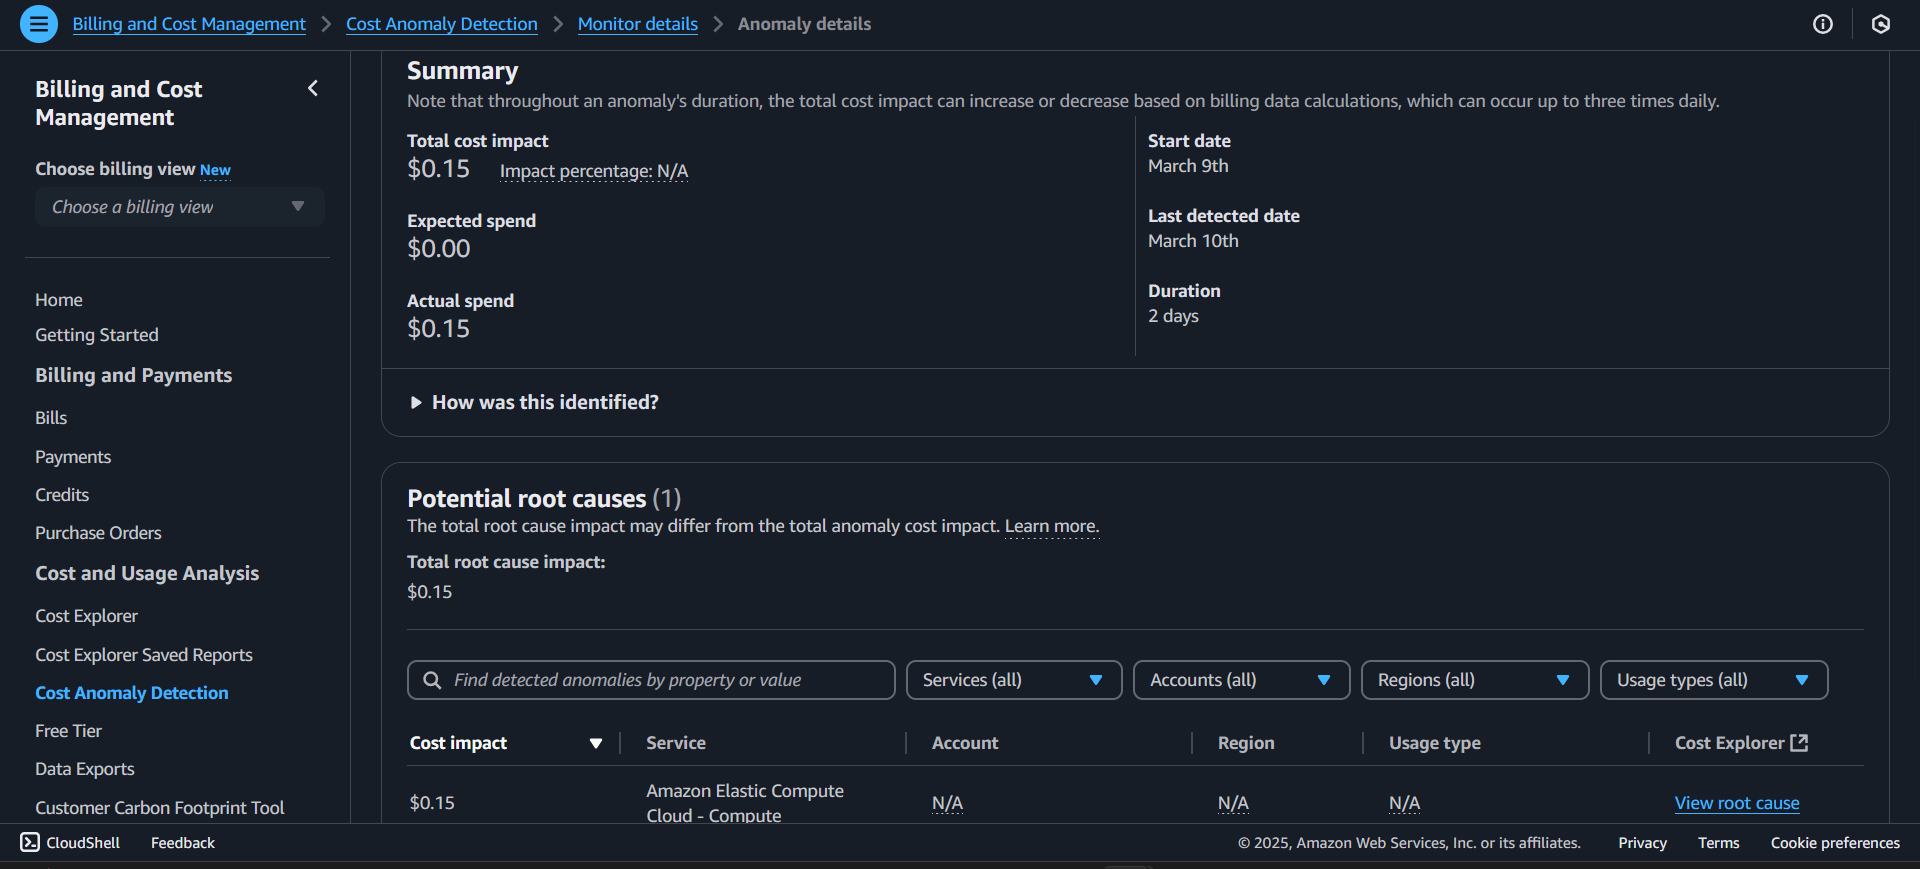 Billing and Cost Management > Cost Anomaly Detection > Monitor details > Anomaly details
Billing and Cost
Management
Choose billing view New
Choose a billing view
Home
Getting Started
Billing and Payments
Bills
Payments
Credits
Purchase Orders
Cost and Usage Analysis
Cost Explorer
Cost Explorer Saved Reports
Cost Anomaly Detection
Free Tier
Data Exports
Customer Carbon Footprint Tool
Summary
Note that throughout an anomaly's duration, the total cost impact can increase or decrease based on billing data calculations, which can occur up to three times daily.
Total cost impact
$0.15 Impact percentage: N/A
Expected spend
$0.00
Actual spend
$0.15
Start date
March 9th
Last detected date
March 10th
Duration
2 days
How was this identified?
Potential root causes (1)
The total root cause impact may differ from the total anomaly cost impact. Learn more.
Total root cause impact:
$0.15
Find detected anomalies by property or value Services (all) Accounts (all) Regions (all) Usage types (all)
Cost impact Service Account Region Usage type Cost Explorer
$0.15 Amazon Elastic Compute
Cloud - Compute N/A N/A N/A View root cause
CloudShell Feedback © 2025, Amazon Web Services, Inc. or its affiliates. Privacy Terms Cookie preferences